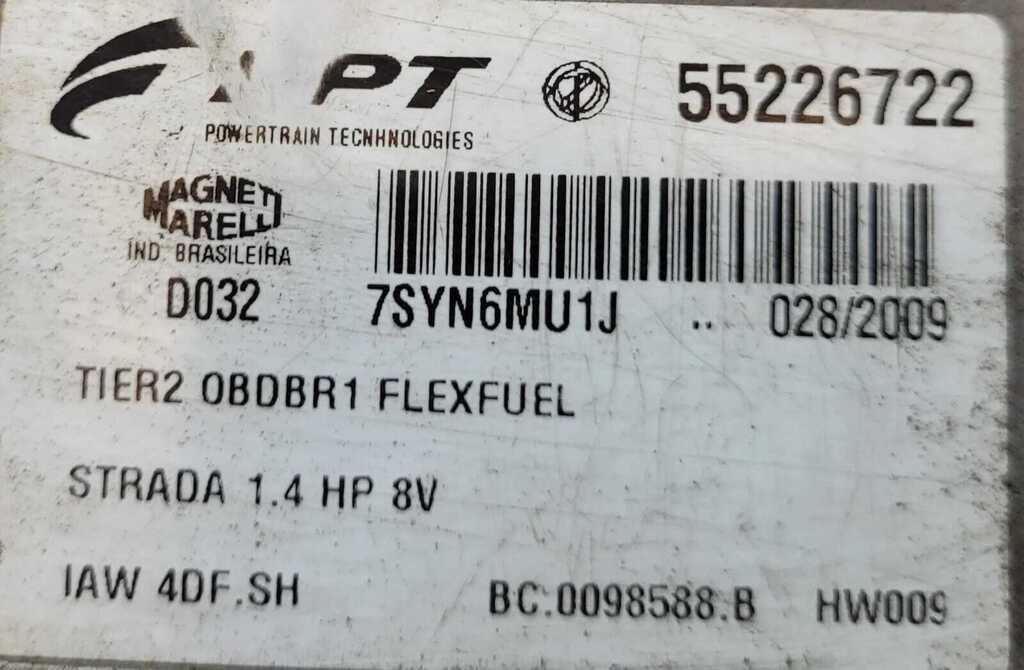 PT 55226722
POWERTRAIN TECNHNOLOGIES
MAGNETI
MARELLI
IND BRASILEIRA
D032 7SYN6MU1J .. 028/2009
TIER2 OBDBR1 FLEXFUEL
STRADA 1.4 HP 8V
IAW 4DF.SH BC.0098588.B HW009